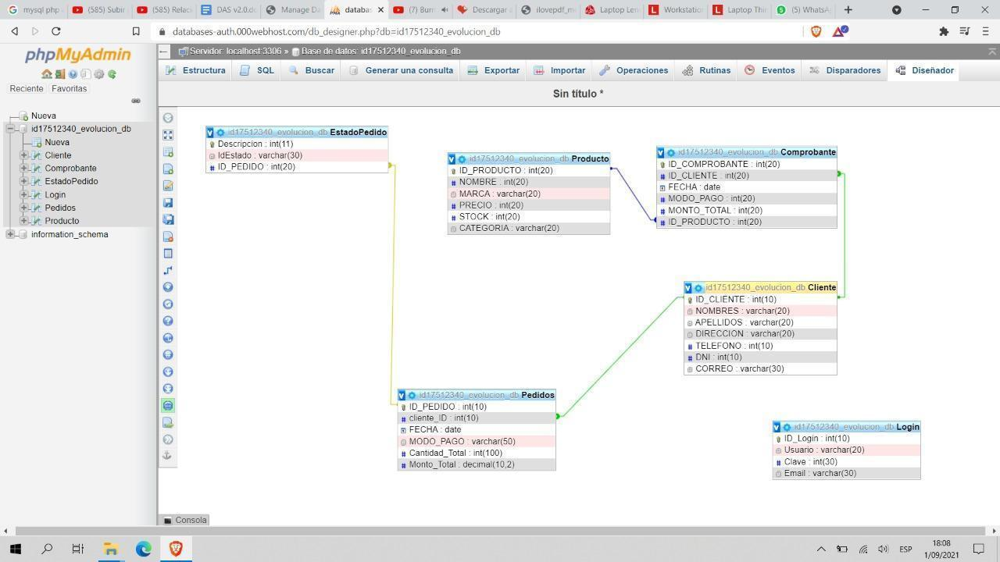 mysql php
(585) Subir
(585) Relaci
DAS v2.0.dc
Manage Da
PMA
databas
(7) Burn
Descargar a
ilovepdf_me
Laptop Len
Workstation
Laptop Thin
(5) WhatsA
databases-auth.000webhost.com/db_designer.php?db=id17512340_evolucion_db
phpMyAdmin
Reciente
Favoritas
Nueva
id17512340_evolucion_db
Nueva
Cliente
Comprobante
EstadoPedido
Login
Pedidos
Producto
information_schema
Servidor: localhost:3306 » Base de datos: id17512340_evolucion_db
Estructura
SQL
Buscar
Generar una consulta
Exportar
Importar
Operaciones
Rutinas
Eventos
Disparadores
Diseñador
Sin título *
id17512340_evolucion_db EstadoPedido
Descripcion : int(11)
IdEstado : varchar(30)
ID_PEDIDO : int(20)
id17512340_evolucion_db Producto
ID_PRODUCTO : int(20)
NOMBRE : int(20)
MARCA : varchar(20)
PRECIO : int(20)
STOCK : int(20)
CATEGORIA : varchar(20)
id17512340_evolucion_db Comprobante
ID_COMPROBANTE : int(20)
ID_CLIENTE : int(20)
FECHA : date
MODO_PAGO : int(20)
MONTO_TOTAL : int(20)
ID_PRODUCTO : int(20)
id17512340_evolucion_db Cliente
ID_CLIENTE : int(10)
NOMBRES : varchar(20)
APELLIDOS : varchar(20)
DIRECCION : varchar(20)
TELEFONO : int(10)
DNI : int(10)
CORREO : varchar(30)
id17512340_evolucion_db Pedidos
ID_PEDIDO : int(10)
cliente_ID : int(10)
FECHA : date
MODO_PAGO : varchar(50)
Cantidad_Total : int(100)
Monto_Total : decimal(10,2)
id17512340_evolucion_db Login
ID_Login : int(10)
Usuario : varchar(20)
Clave : int(30)
Email : varchar(30)
Consola
ESP
18:08
1/09/2021